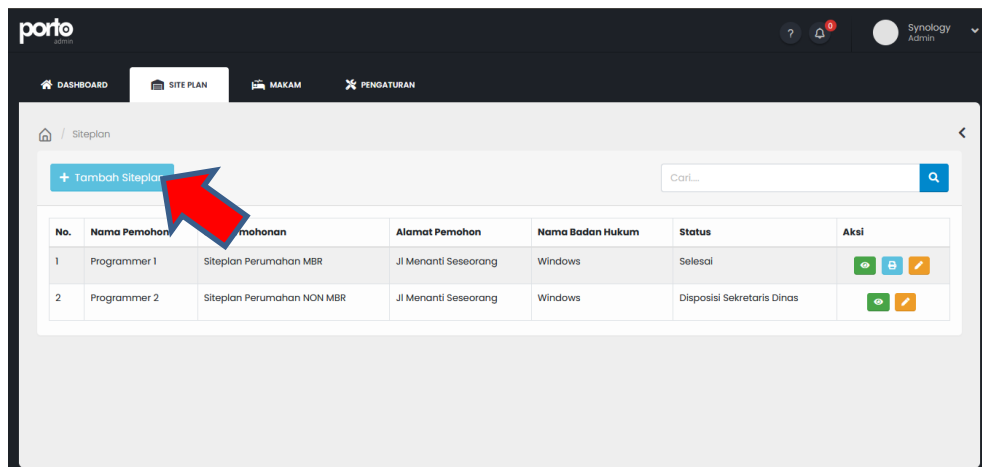 porto
admin
?
0
Synology
Admin
DASHBOARD
SITE PLAN
MAKAM
PENGATURAN
/ Siteplan
+ Tambah Siteplan
Cari...
No. Nama Pemohon Alamat Pemohon Nama Badan Hukum Status Aksi
1 Programmer 1 Siteplan Perumahan MBR Jl Menanti Seseorang Windows Selesai
2 Programmer 2 Siteplan Perumahan NON MBR Jl Menanti Seseorang Windows Disposisi Sekretaris Dinas